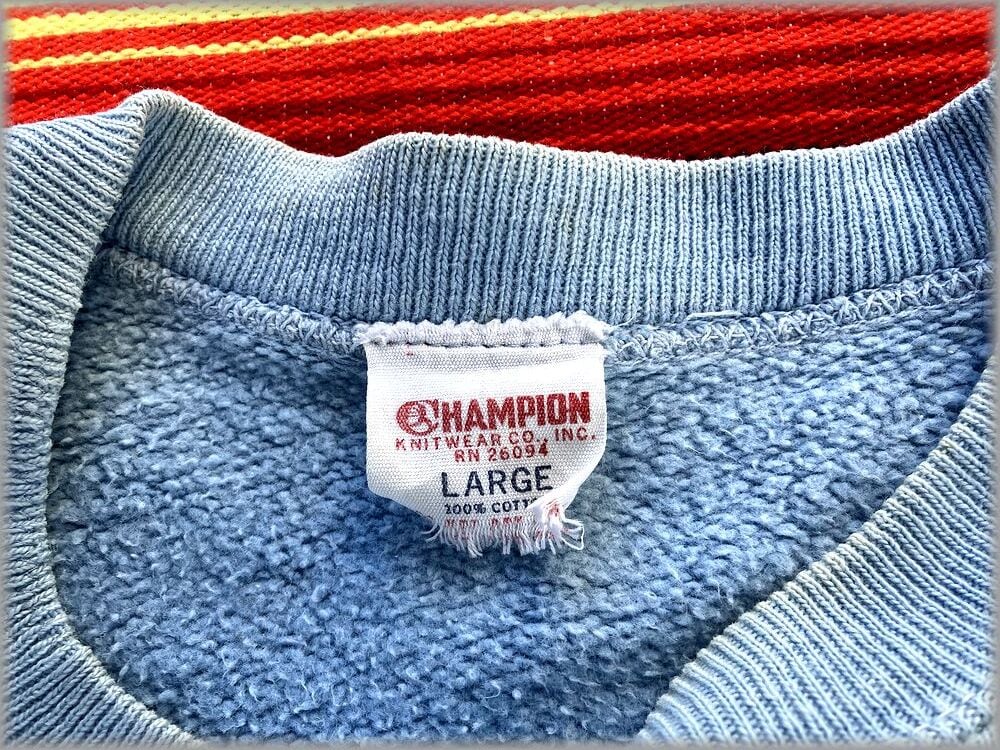 CHAMPION
KNITWEAR CO., INC.
RN 26094
LARGE
100%